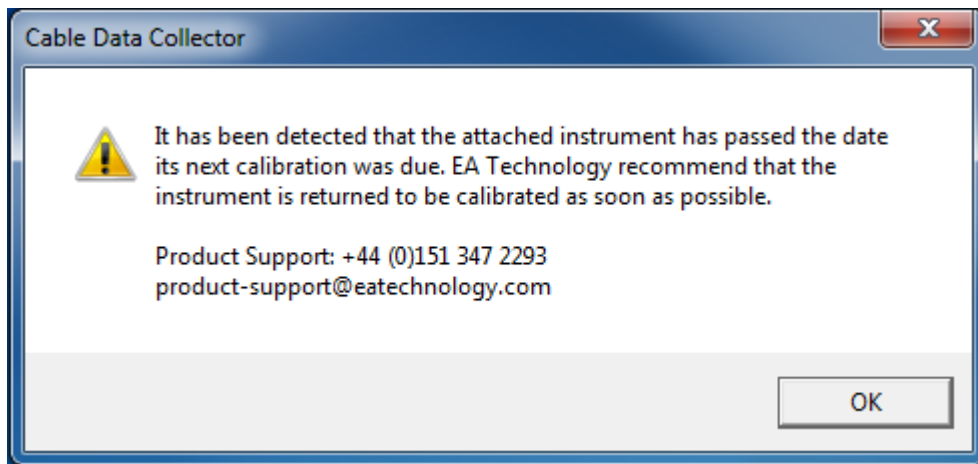 Cable Data Collector
It has been detected that the attached instrument has passed the date
its next calibration was due. EA Technology recommend that the
instrument is returned to be calibrated as soon as possible.
Product Support: +44 (0)151 347 2293
product-support@eatechnology.com
OK